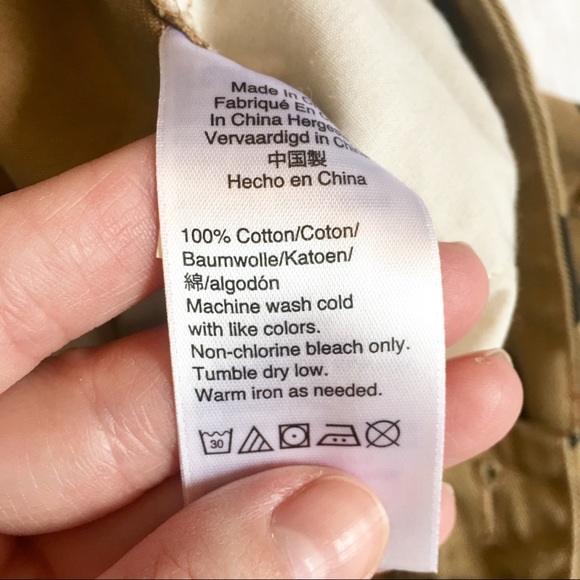 Made In
Fabriqué En
In China
Vervaardigd in
中国製
Hecho en China
100% Cotton/Coton/
Baumwolle/Katoen/
綿/algodón
Machine wash cold
with like colors.
Non-chlorine bleach only.
Tumble dry low.
Warm iron as needed.
30